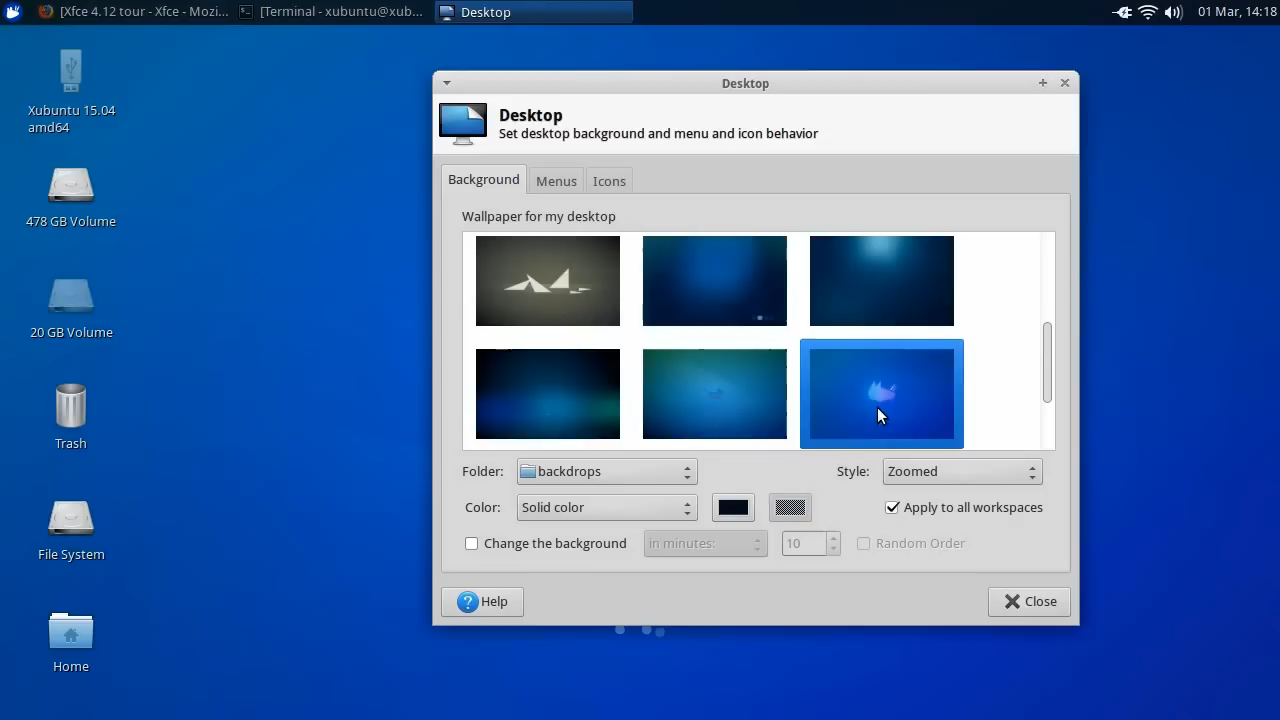 [Xfce 4.12 tour - Xfce - Mozi...
[Terminal - xubuntu@xub...
Desktop
01 Mar, 14:18
Xubuntu 15.04
amd64
478 GB Volume
20 GB Volume
Trash
File System
Home
Desktop
Desktop
Set desktop background and menu and icon behavior
Background Menus Icons
Wallpaper for my desktop
Folder: backdrops Style: Zoomed
Color: Solid color Apply to all workspaces
Change the background in minutes: 10 Random Order
Help Close